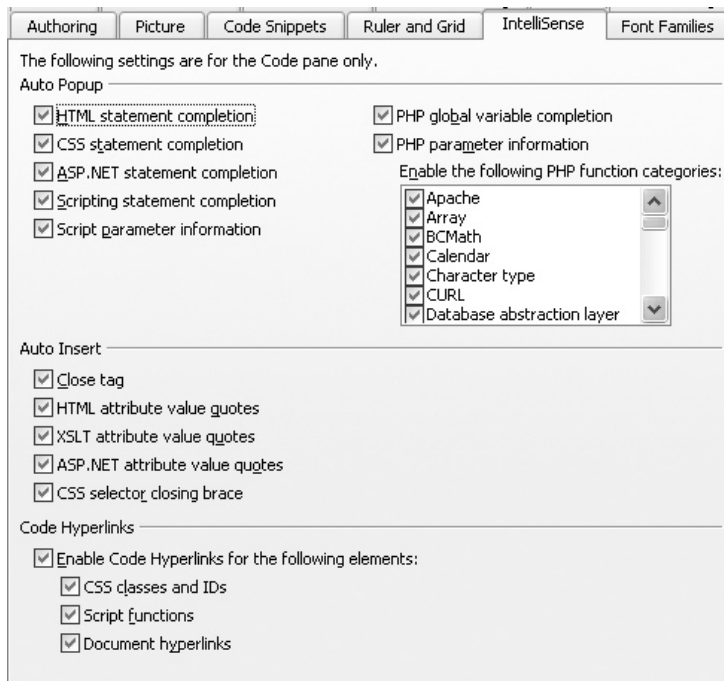 Authoring Picture Code Snippets Ruler and Grid IntelliSense Font Families
The following settings are for the Code pane only.
Auto Popup
HTML statement completion
CSS statement completion
ASP.NET statement completion
Scripting statement completion
Script parameter information
PHP global variable completion
PHP parameter information
Enable the following PHP function categories:
Apache
Array
BCMath
Calendar
Character type
CURL
Database abstraction layer
Auto Insert
Close tag
HTML attribute value quotes
XSLT attribute value quotes
ASP.NET attribute value quotes
CSS selector closing brace
Code Hyperlinks
Enable Code Hyperlinks for the following elements:
CSS classes and IDs
Script functions
Document hyperlinks